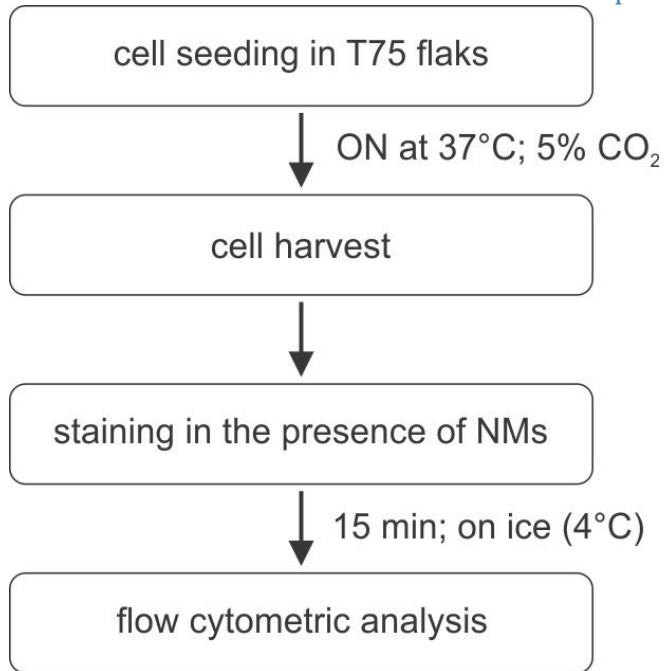 cell seeding in T75 flaks
ON at 37°C; 5% CO₂
cell harvest
staining in the presence of NMs
15 min; on ice (4°C)
flow cytometric analysis